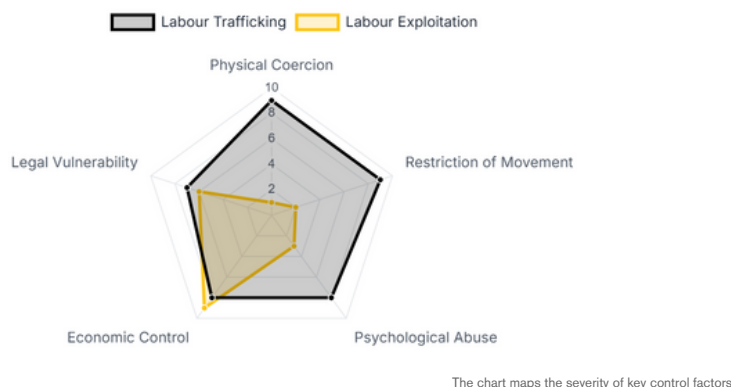 Labour Trafficking Labour Exploitation
Physical Coercion
10
8
6
4
2
Legal Vulnerability
Restriction of Movement
Economic Control
Psychological Abuse
The chart maps the severity of key control factors